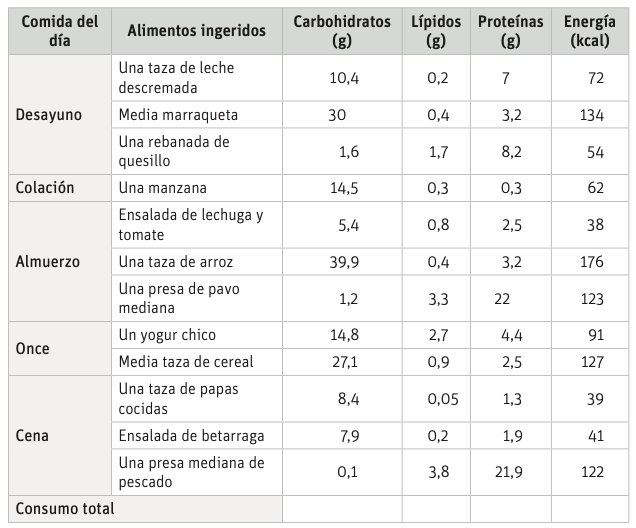 Comida del día | Alimentos ingeridos | Carbohidratos (g) | Lípidos (g) | Proteínas (g) | Energía (kcal)
Desayuno | Una taza de leche descremada | 10,4 | 0,2 | 7 | 72
Media marraqueta | 30 | 0,4 | 3,2 | 134
Una rebanada de quesillo | 1,6 | 1,7 | 8,2 | 54
Colación | Una manzana | 14,5 | 0,3 | 0,3 | 62
Almuerzo | Ensalada de lechuga y tomate | 5,4 | 0,8 | 2,5 | 38
Una taza de arroz | 39,9 | 0,4 | 3,2 | 176
Una presa de pavo mediana | 1,2 | 3,3 | 22 | 123
Once | Un yogur chico | 14,8 | 2,7 | 4,4 | 91
Media taza de cereal | 27,1 | 0,9 | 2,5 | 127
Cena | Una taza de papas cocidas | 8,4 | 0,05 | 1,3 | 39
Ensalada de betarraga | 7,9 | 0,2 | 1,9 | 41
Una presa mediana de pescado | 0,1 | 3,8 | 21,9 | 122
Consumo total